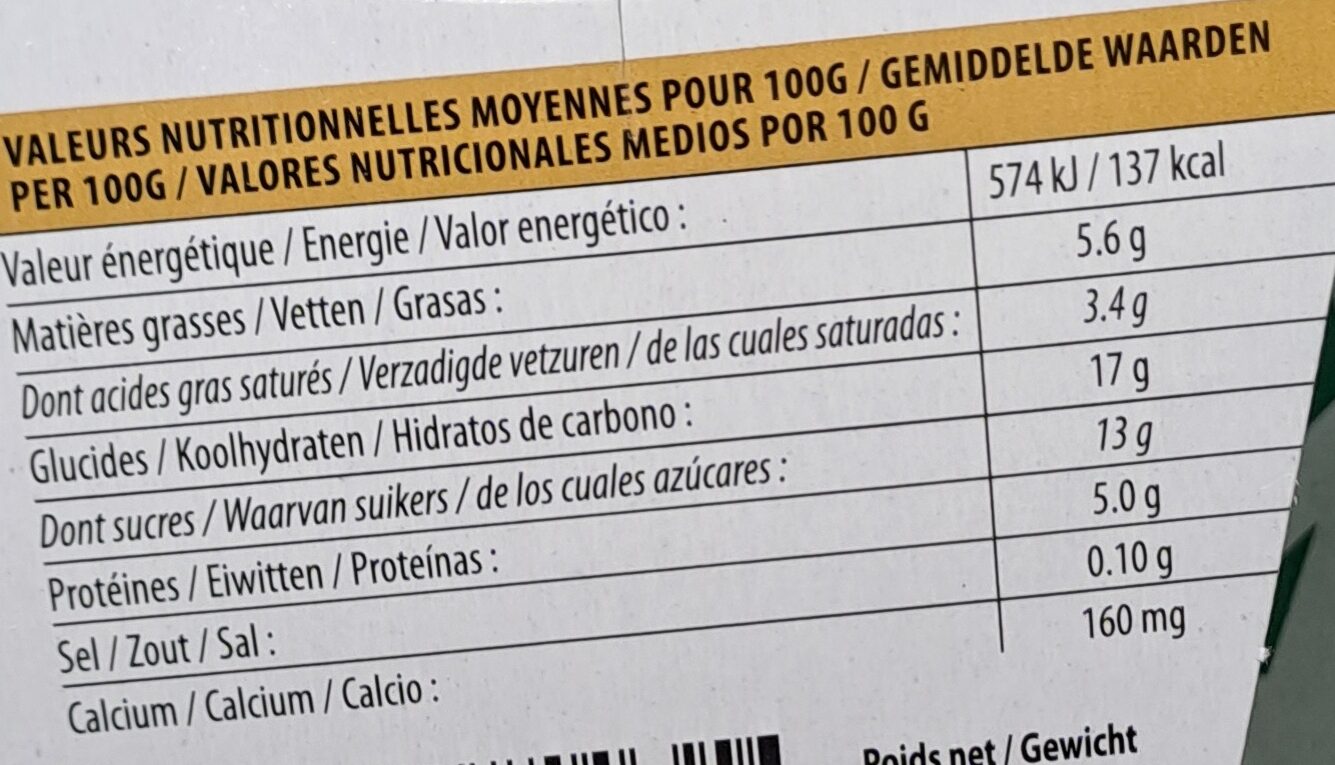 VALEURS NUTRITIONNELLES MOYENNES POUR 100G / GEMIDDELDE WAARDEN
PER 100G / VALORES NUTRICIONALES MEDIOS POR 100 G
Valeur énergétique / Energie / Valor energético : 574 kJ / 137 kcal
Matières grasses / Vetten / Grasas : 5.6 g
Dont acides gras saturés / Verzadigde vetzuren / de las cuales saturadas : 3.4 g
Glucides / Koolhydraten / Hidratos de carbono : 17 g
Dont sucres / Waarvan suikers / de los cuales azúcares : 13 g
Protéines / Eiwitten / Proteínas : 5.0 g
Sel / Zout / Sal : 0.10 g
Calcium / Calcium / Calcio : 160 mg
Poids net / Gewicht